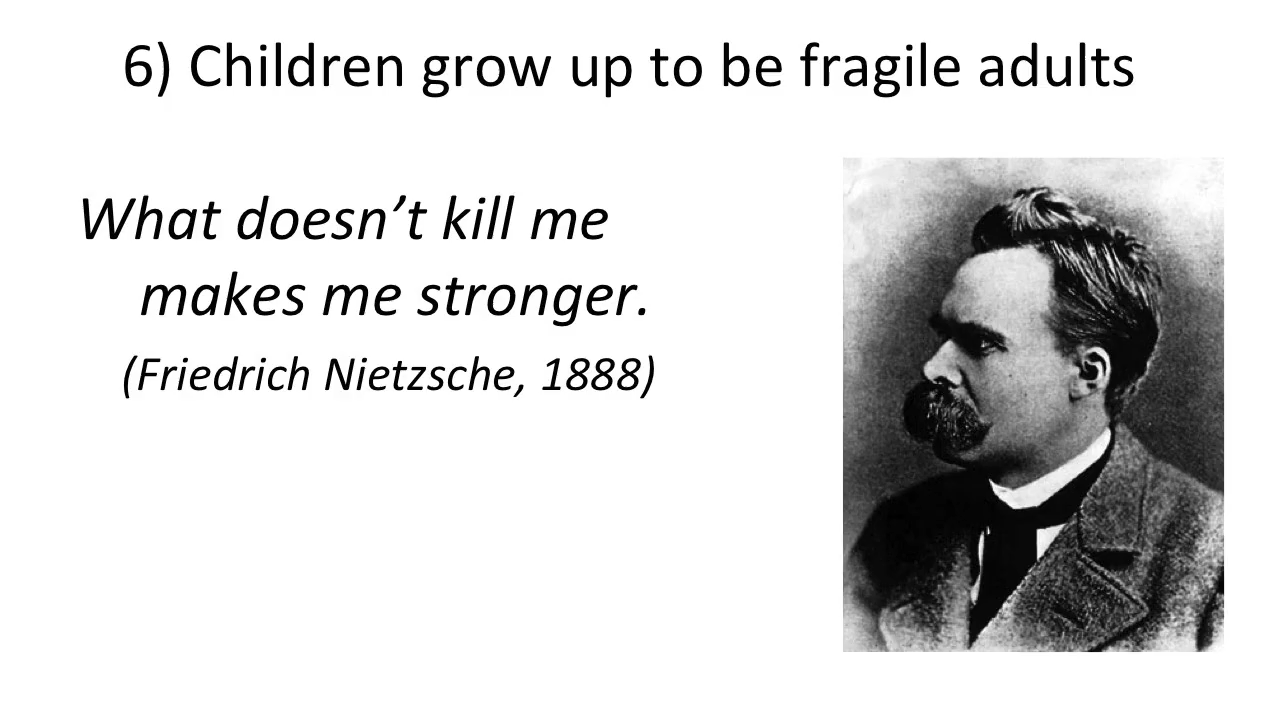 6) Children grow up to be fragile adults
What doesn’t kill me
makes me stronger.
(Friedrich Nietzsche, 1888)